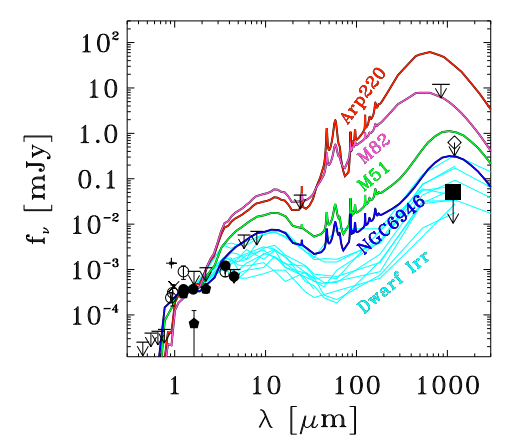 10²
10
1.0
0.1
10⁻²
10⁻³
10⁻⁴
f_ν [mJy]
Arp220
M82
M51
NGC6946
Dwarf Irr
1 10 100 1000
λ [μm]